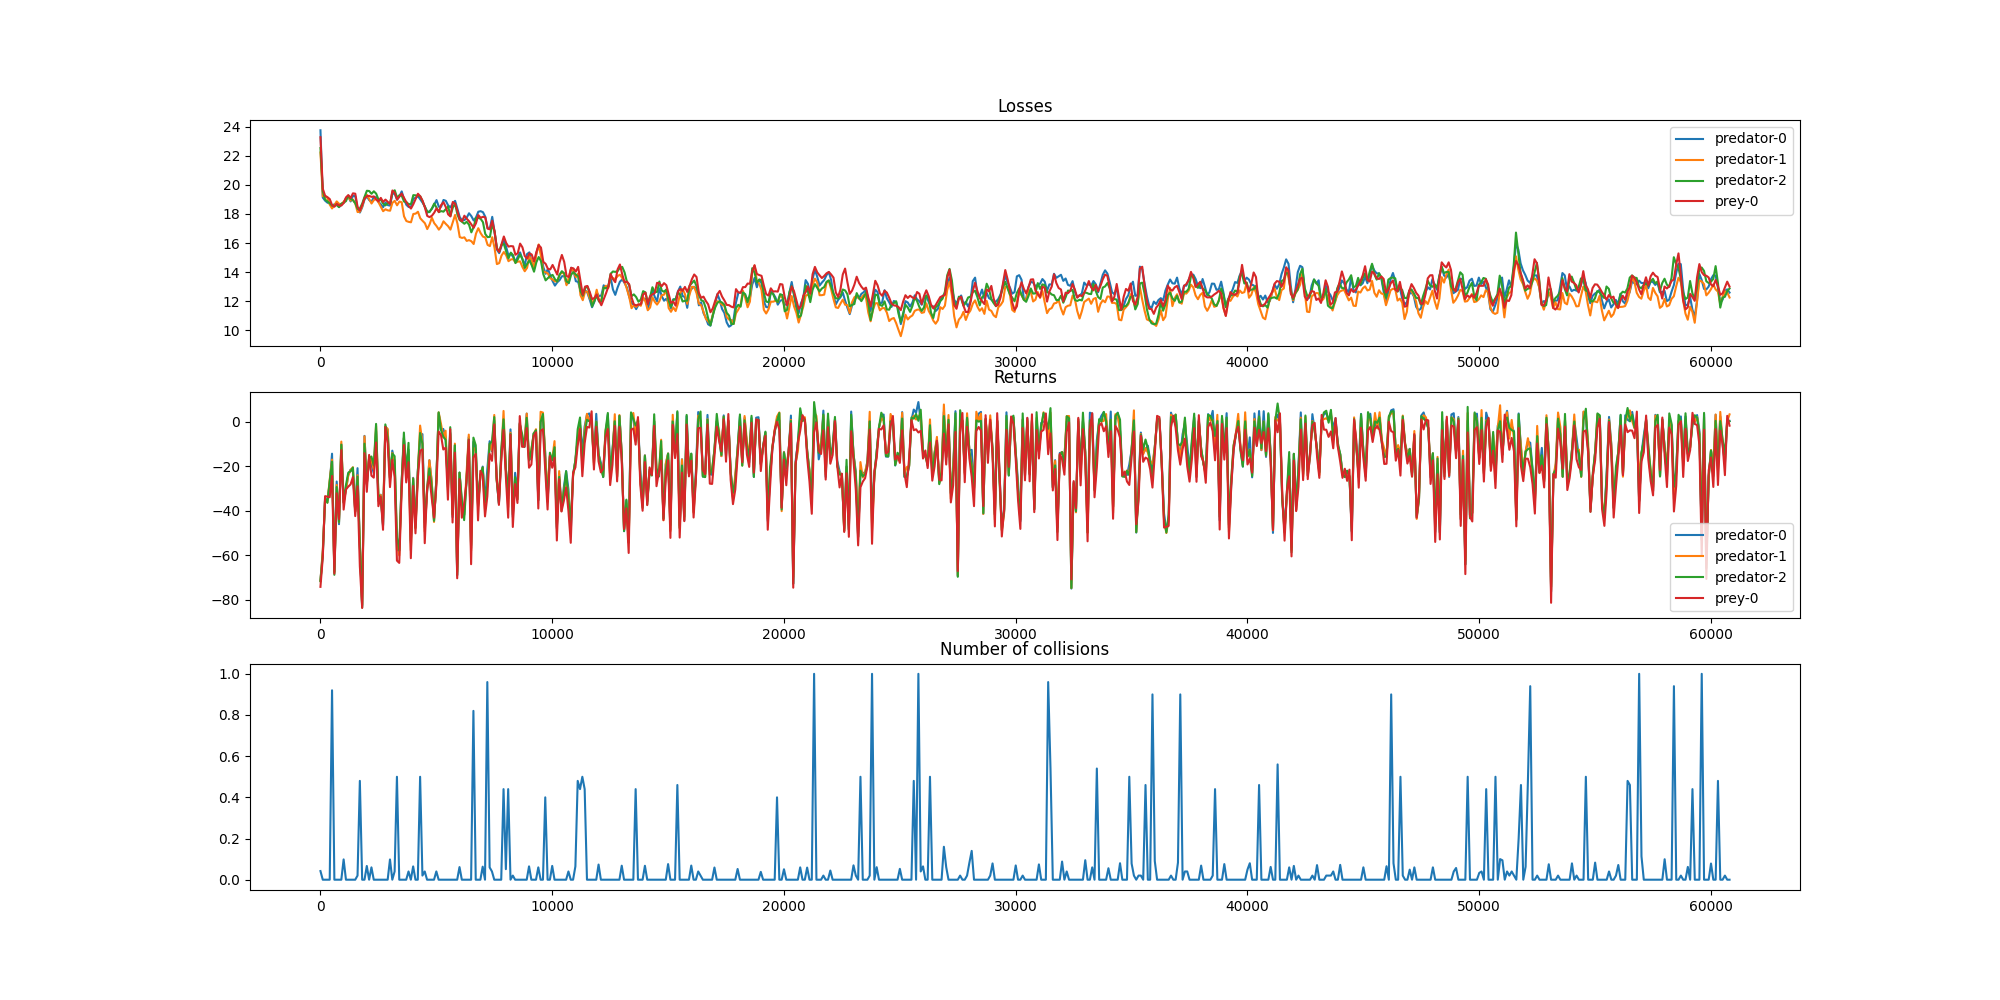 Losses
24
22
20
18
16
14
12
10
predator-0
predator-1
predator-2
prey-0
0 10000 20000 30000 40000 50000 60000
Returns
0
−20
−40
−60
−80
predator-0
predator-1
predator-2
prey-0
0 10000 20000 30000 40000 50000 60000
Number of collisions
1.0
0.8
0.6
0.4
0.2
0.0
0 10000 20000 30000 40000 50000 60000